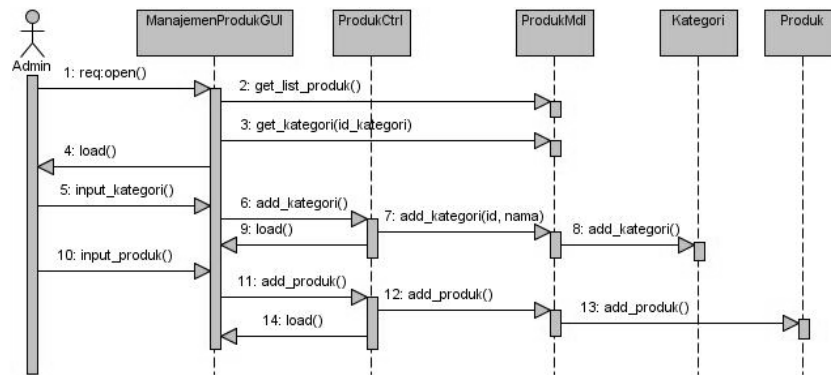 ManajemenProdukGUI
ProdukCtrl
ProdukMdl
Kategori
Produk
Admin
1: req:open()
2: get_list_produk()
3: get_kategori(id_kategori)
4: load()
5: input_kategori()
6: add_kategori()
7: add_kategori(id, nama)
8: add_kategori()
9: load()
10: input_produk()
11: add_produk()
12: add_produk()
13: add_produk()
14: load()